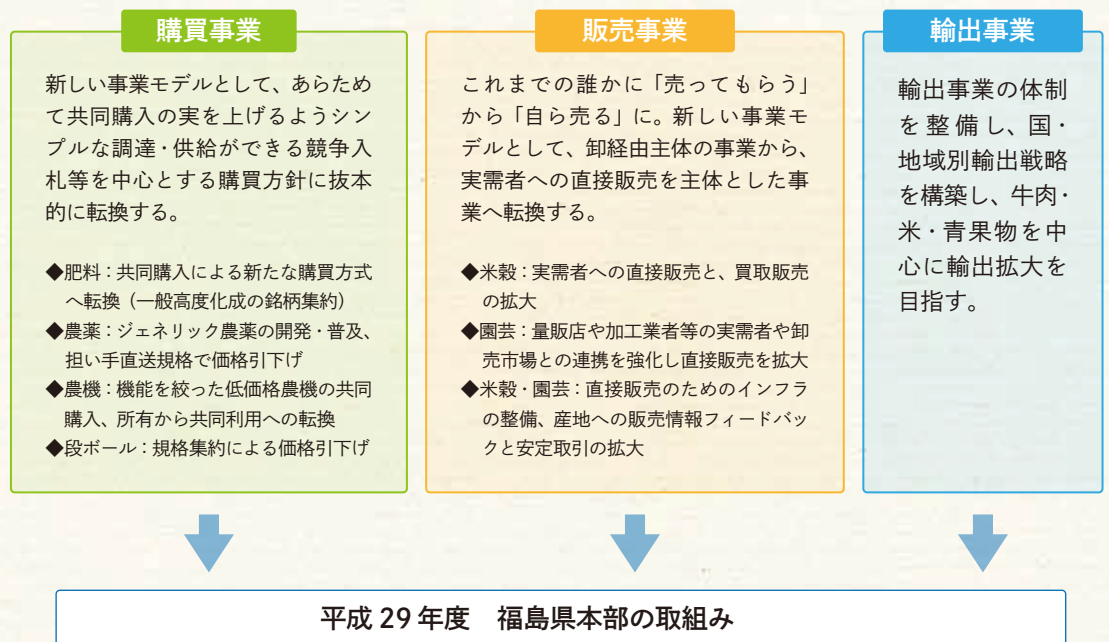 購買事業
新しい事業モデルとして、あらため
て共同購入の実を上げるようシン
プルな調達・供給ができる競争入
札等を中心とする購買方針に抜本
的に転換する。
◆肥料：共同購入による新たな購買方式
へ転換（一般高度化成の銘柄集約）
◆農薬：ジェネリック農薬の開発・普及、
担い手直送規格で価格引下げ
◆農機：機能を絞った低価格農機の共同
購入、所有から共同利用への転換
◆段ボール：規格集約による価格引下げ
販売事業
これまでの誰かに「売ってもらう」
から「自ら売る」に。新しい事業モ
デルとして、卸経由主体の事業から、
実需者への直接販売を主体とした事
業へ転換する。
◆米穀：実需者への直接販売と、買取販売
の拡大
◆園芸：量販店や加工業者等の実需者や卸
売市場との連携を強化し直接販売を拡大
◆米穀・園芸：直接販売のためのインフラ
の整備、産地への販売情報フィードバッ
クと安定取引の拡大
輸出事業
輸出事業の体制
を整備し、国・
地域別輸出戦略
を構築し、牛肉・
米・青果物を中
心に輸出拡大を
目指す。
平成 29 年度　福島県本部の取組み